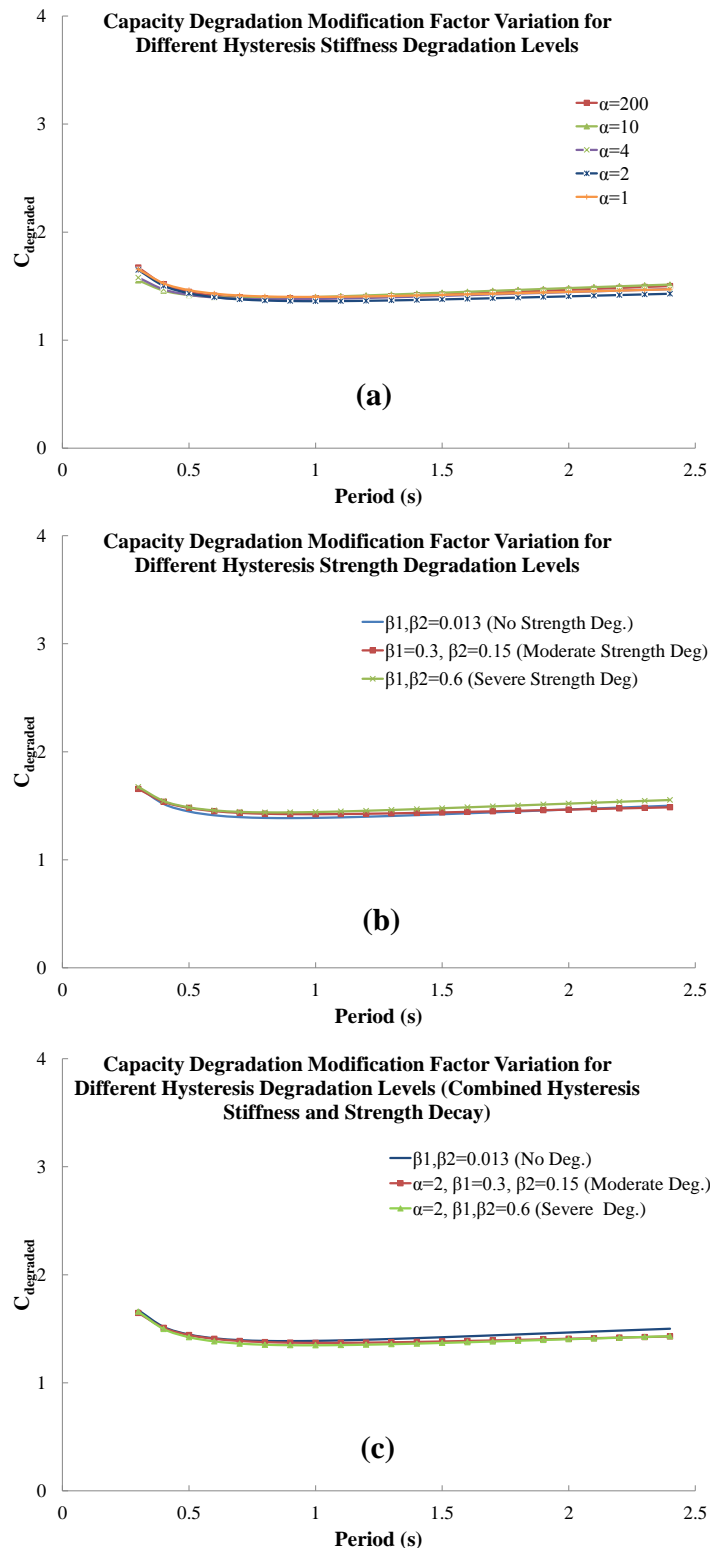 Capacity Degradation Modification Factor Variation for
Different Hysteresis Stiffness Degradation Levels
4
3
2
1
0
C_degraded
α=200
α=10
α=4
α=2
α=1
(a)
0 0.5 1 1.5 2 2.5
Period (s)
Capacity Degradation Modification Factor Variation for
Different Hysteresis Strength Degradation Levels
4
3
2
1
0
C_degraded
β1,β2=0.013 (No Strength Deg.)
β1=0.3, β2=0.15 (Moderate Strength Deg)
β1,β2=0.6 (Severe Strength Deg)
(b)
0 0.5 1 1.5 2 2.5
Period (s)
Capacity Degradation Modification Factor Variation for
Different Hysteresis Degradation Levels (Combined Hysteresis
Stiffness and Strength Decay)
4
3
2
1
0
C_degraded
β1,β2=0.013 (No Deg.)
α=2, β1=0.3, β2=0.15 (Moderate Deg.)
α=2, β1,β2=0.6 (Severe Deg.)
(c)
0 0.5 1 1.5 2 2.5
Period (s)